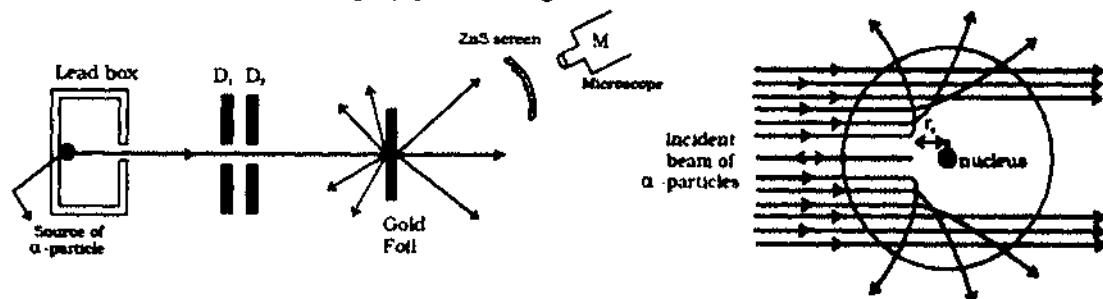 ZnS screen
M
Microscope
Lead box
D₁ D₂
Source of
α-particle
Gold
Foil
Incident
beam of
α-particles
r₀
nucleus